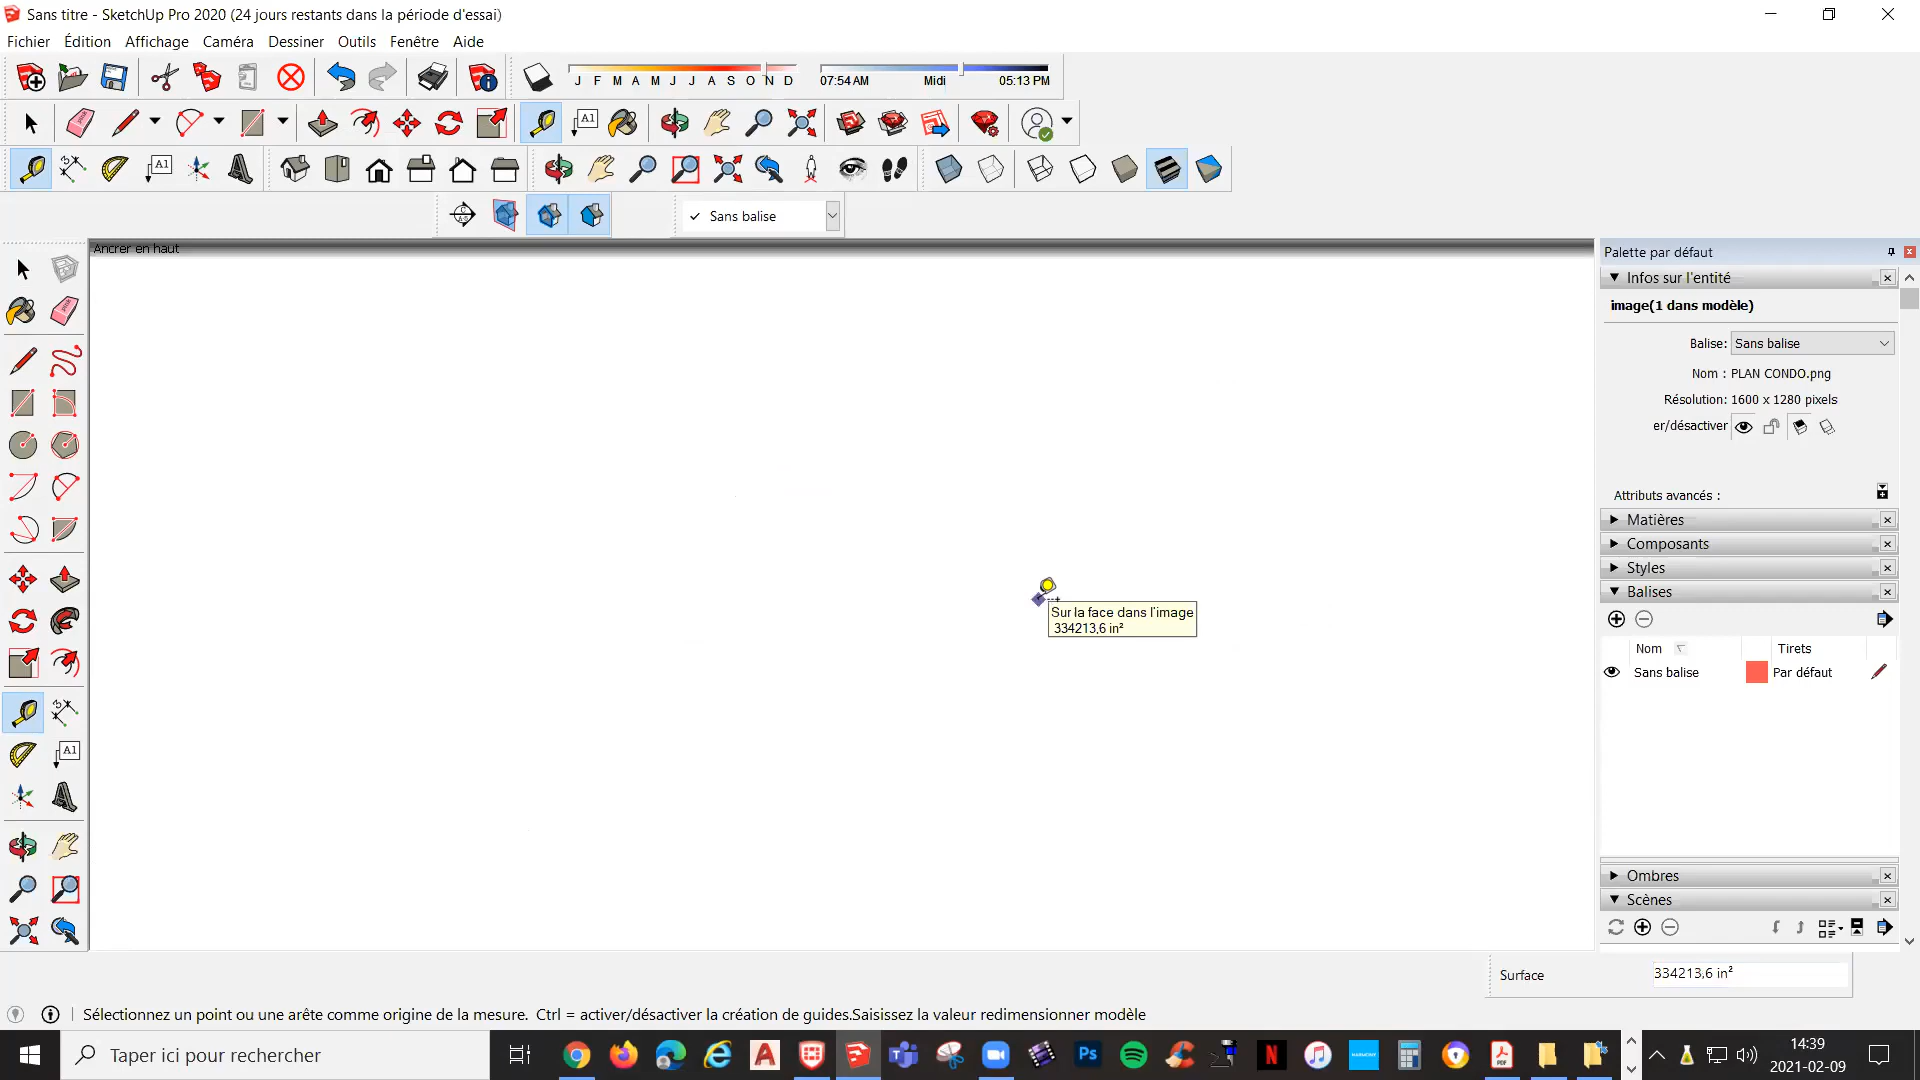 Sans titre - SketchUp Pro 2020 (24 jours restants dans la période d'essai)
Fichier Édition Affichage Caméra Dessiner Outils Fenêtre Aide
J F M A M J J A S O N D 07:54 AM Midi 05:13 PM
A1
A1
✓ Sans balise
Ancrer en haut
Palette par défaut
Infos sur l'entité
image(1 dans modèle)
Balise: Sans balise
Nom : PLAN CONDO.png
Résolution: 1600 x 1280 pixels
er/désactiver
Attributs avancés :
Matières
Composants
Styles
Balises
Nom Tirets
Sans balise Par défaut
Sur la face dans l'image
334213,6 in²
A1
Ombres
Scènes
Surface 334213,6 in²
Sélectionnez un point ou une arête comme origine de la mesure. Ctrl = activer/désactiver la création de guides.Saisissez la valeur redimensionner modèle
Taper ici pour rechercher
Ps
PDF
14:39
2021-02-09